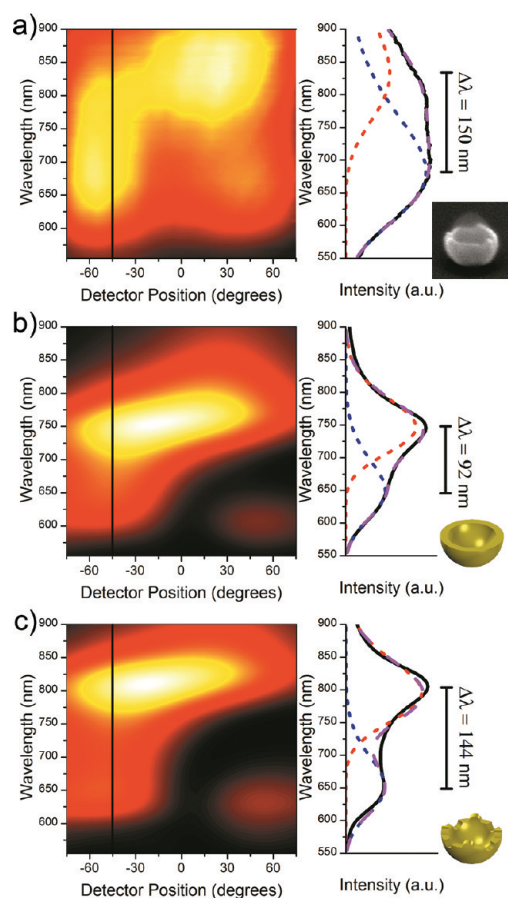 a)
900
850
800
750
700
650
600
Wavelength (nm)
-60 -30 0 30 60
Detector Position (degrees)
900
850
800
750
700
650
600
550
Wavelength (nm)
Intensity (a.u.)
Δλ = 150 nm
b)
900
850
800
750
700
650
600
Wavelength (nm)
-60 -30 0 30 60
Detector Position (degrees)
900
850
800
750
700
650
600
550
Wavelength (nm)
Intensity (a.u.)
Δλ = 92 nm
c)
900
850
800
750
700
650
600
550
Wavelength (nm)
-60 -30 0 30 60
Detector Position (degrees)
900
850
800
750
700
650
600
550
Wavelength (nm)
Intensity (a.u.)
Δλ = 144 nm